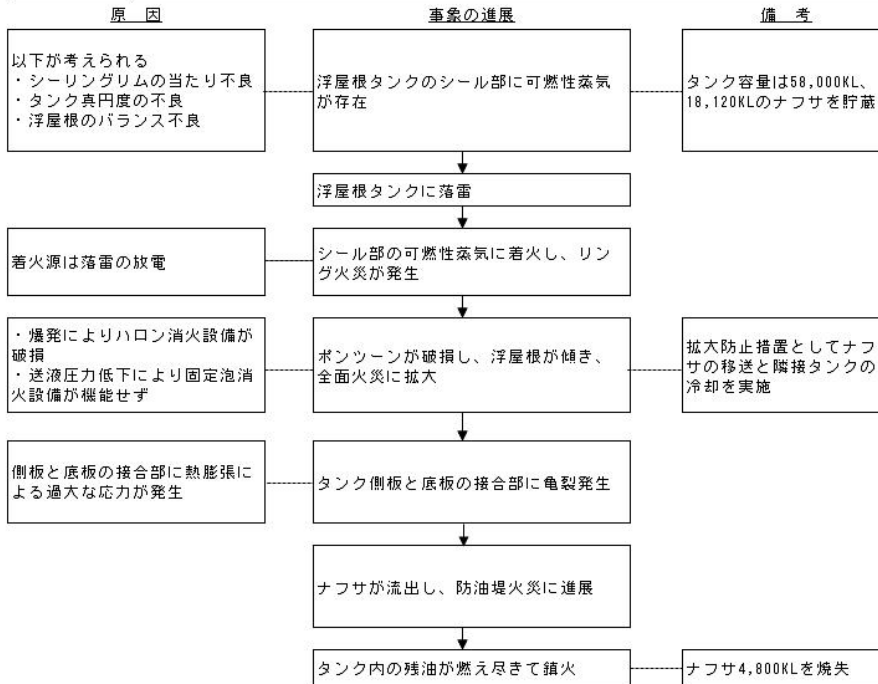 原　因
事象の進展
備　考
以下が考えられる
・シーリングリムの当たり不良
・タンク真円度の不良
・浮屋根のバランス不良
浮屋根タンクのシール部に可燃性蒸気
が存在
タンク容量は58,000KL、
18,120KLのナフサを貯蔵
浮屋根タンクに落雷
着火源は落雷の放電
シール部の可燃性蒸気に着火し、リン
グ火災が発生
・爆発によりハロン消火設備が
破損
・送液圧力低下により固定泡消
火設備が機能せず
ポンツーンが破損し、浮屋根が傾き、
全面火災に拡大
拡大防止措置としてナフ
サの移送と隣接タンクの
冷却を実施
側板と底板の接合部に熱膨張に
よる過大な応力が発生
タンク側板と底板の接合部に亀裂発生
ナフサが流出し、防油堤火災に進展
タンク内の残油が燃え尽きて鎮火
ナフサ4,800KLを焼失